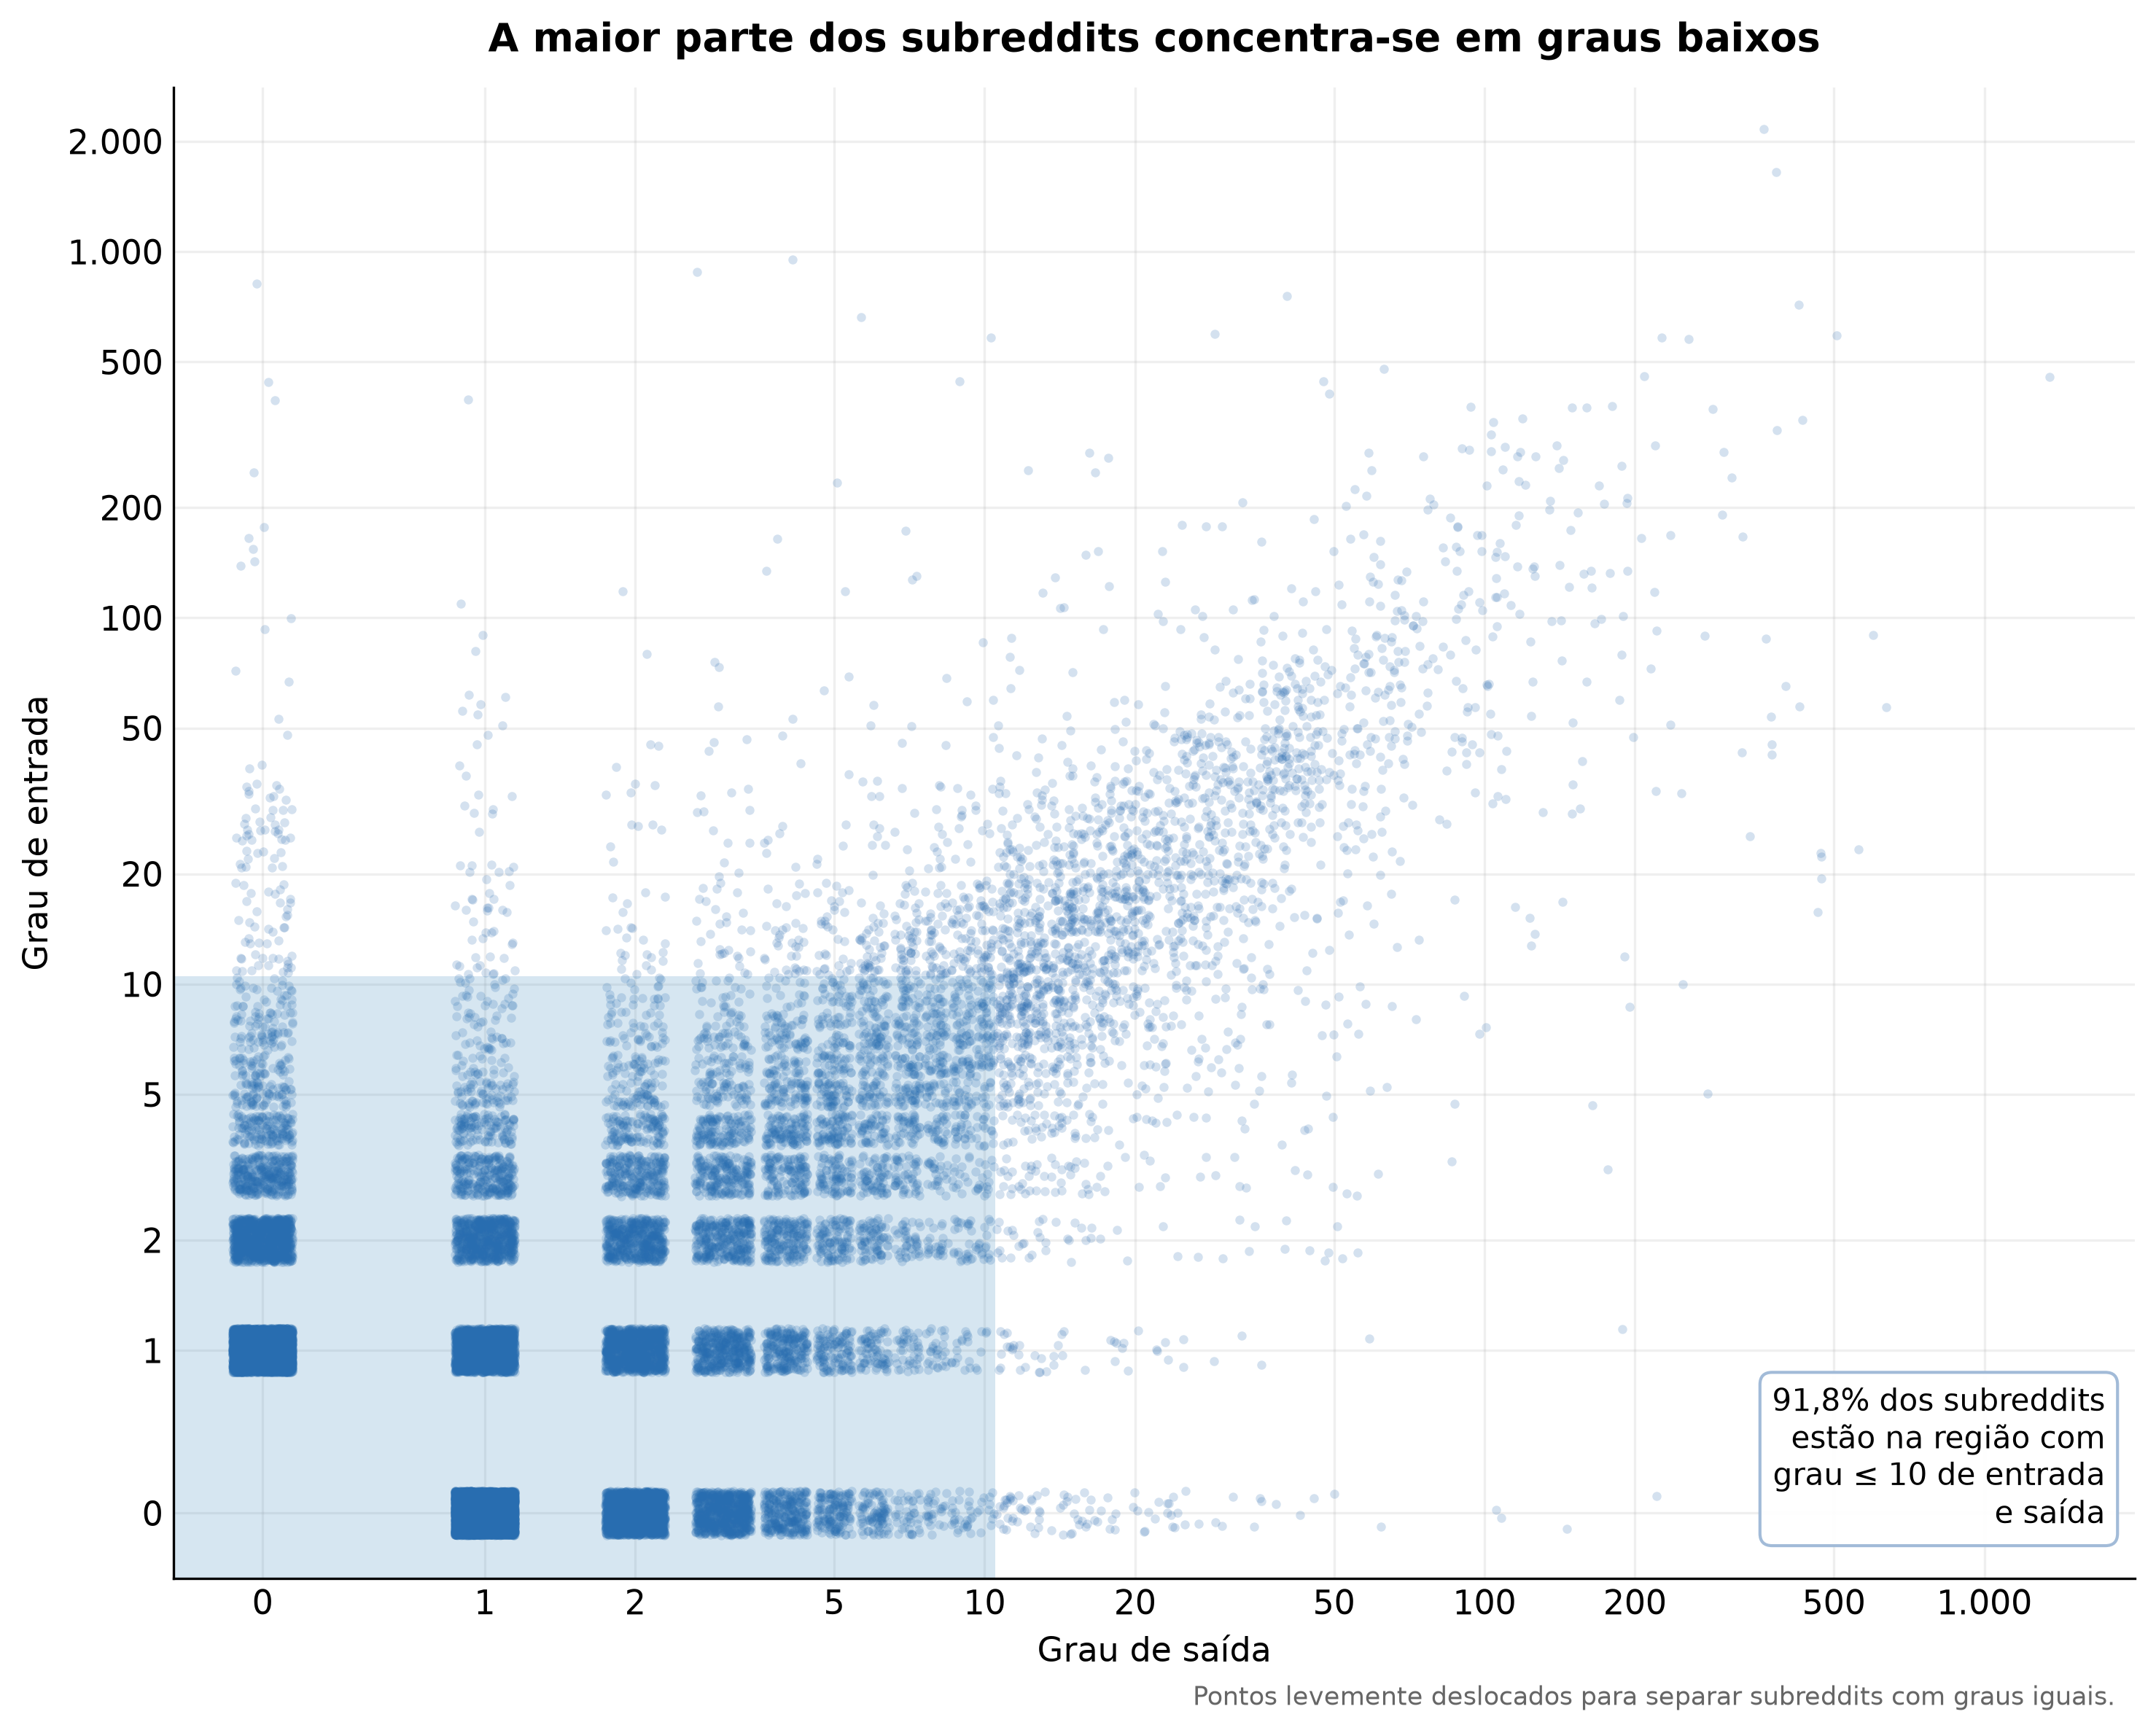 A maior parte dos subreddits concentra-se em graus baixos
Grau de entrada
2.000
1.000
500
200
100
50
20
10
5
2
1
0
91,8% dos subreddits
estão na região com
grau ≤ 10 de entrada
e saída
0 1 2 5 10 20 50 100 200 500 1.000
Grau de saída
Pontos levemente deslocados para separar subreddits com graus iguais.